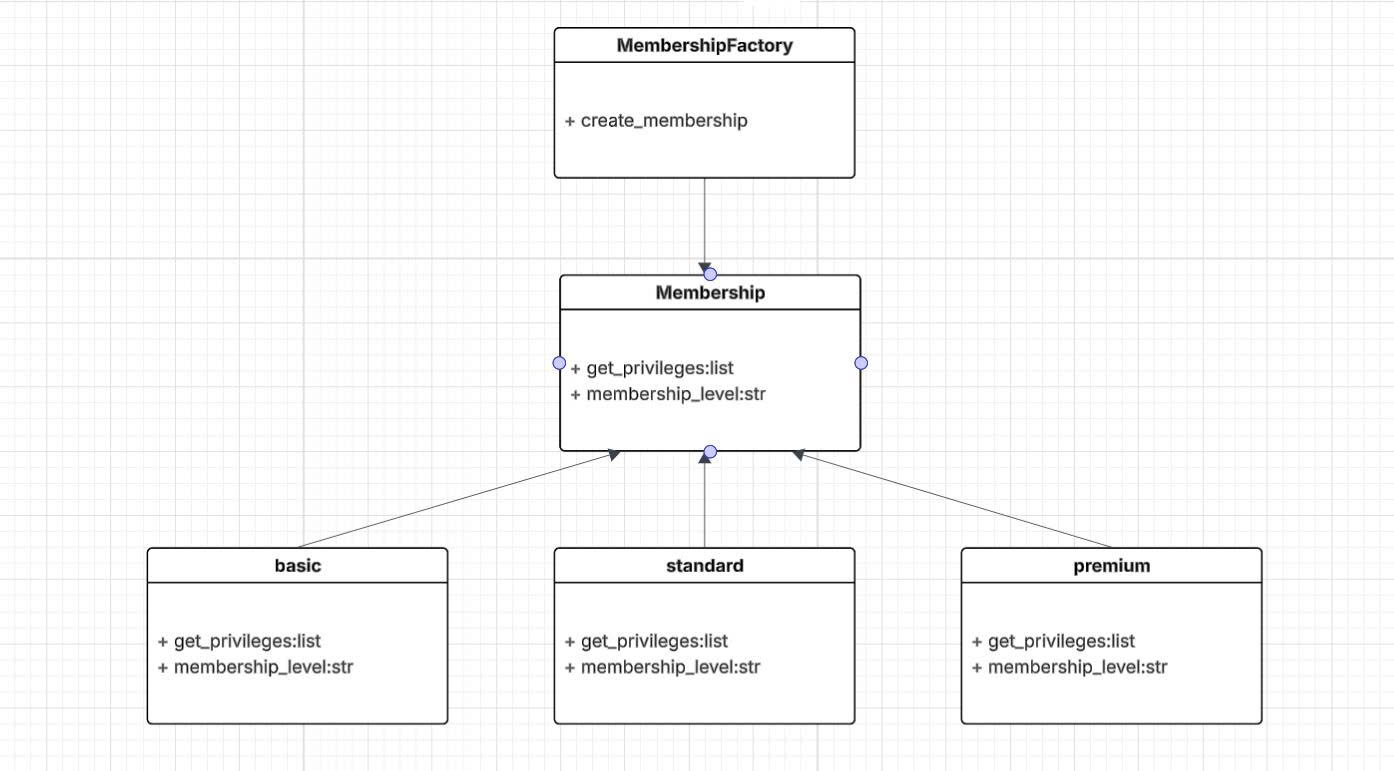 MembershipFactory
+ create_membership
Membership
+ get_privileges:list
+ membership_level:str
basic
+ get_privileges:list
+ membership_level:str
standard
+ get_privileges:list
+ membership_level:str
premium
+ get_privileges:list
+ membership_level:str